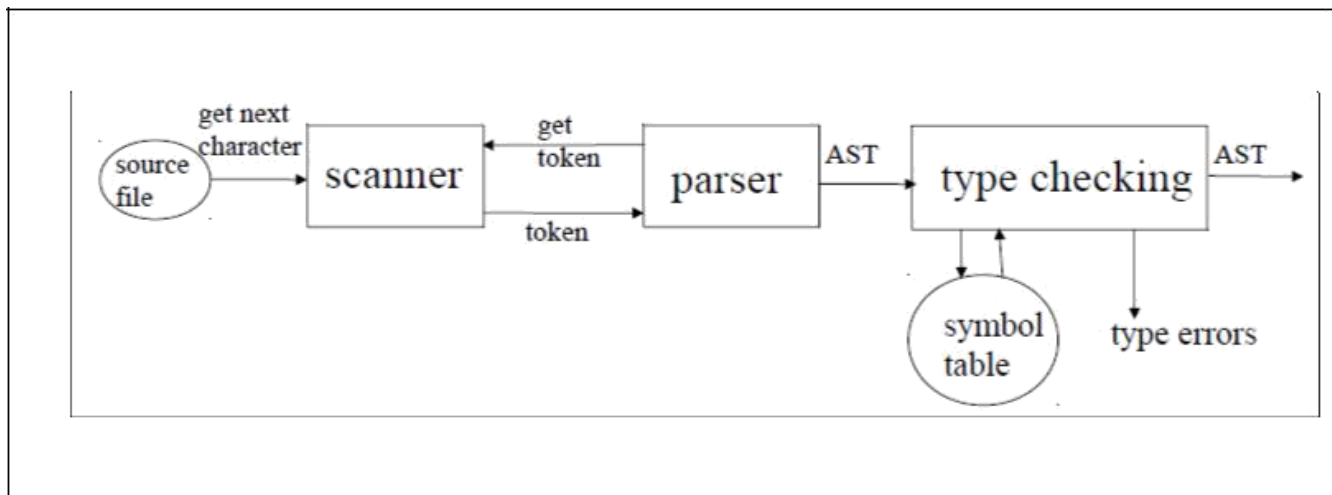 get next
character
source
file
scanner
get
token
token
parser
AST
type checking
AST
symbol
table
type errors